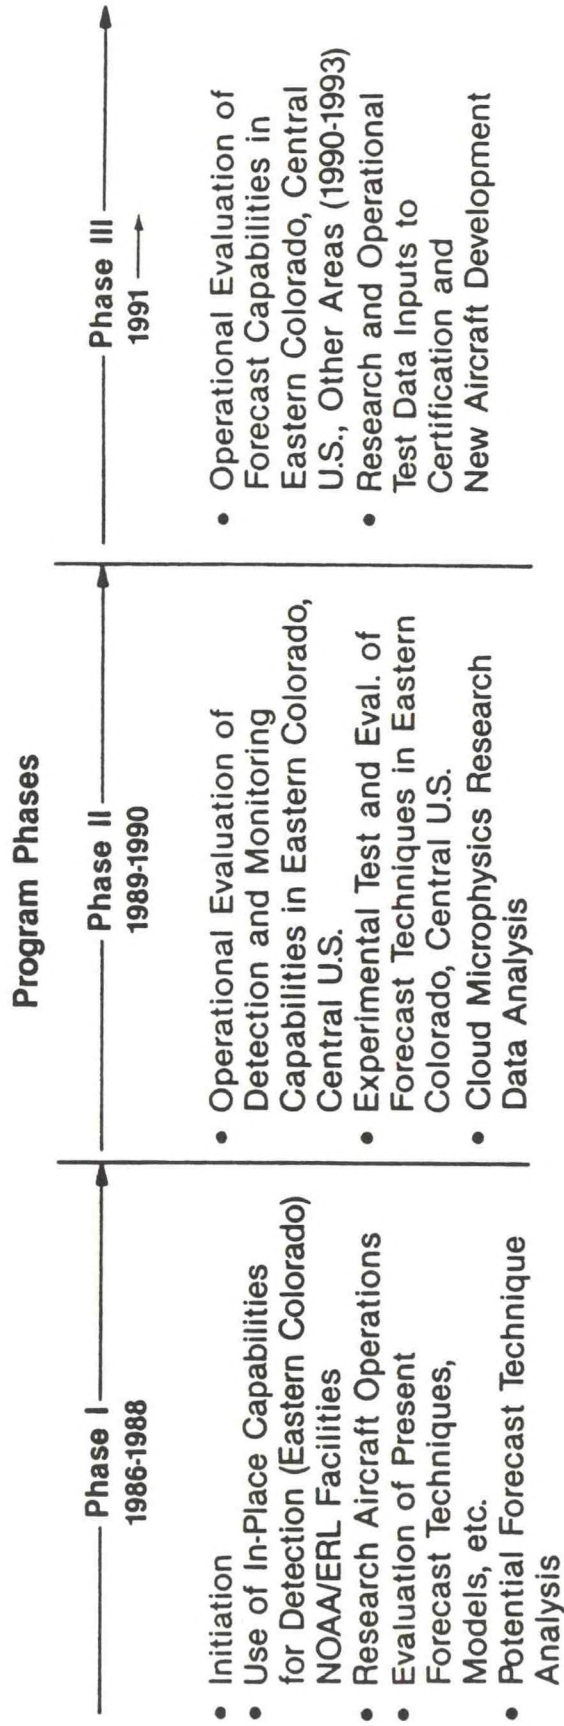 Program Phases
Phase I
1986-1988
• Initiation
• Use of In-Place Capabilities
for Detection (Eastern Colorado)
NOAA/ERL Facilities
• Research Aircraft Operations
• Evaluation of Present
Forecast Techniques,
Models, etc.
• Potential Forecast Technique
Analysis
Phase II
1989-1990
• Operational Evaluation of
Detection and Monitoring
Capabilities in Eastern Colorado,
Central U.S.
• Experimental Test and Eval. of
Forecast Techniques in Eastern
Colorado, Central U.S.
• Cloud Microphysics Research
Data Analysis
Phase III
1991
• Operational Evaluation of
Forecast Capabilities in
Eastern Colorado, Central
U.S., Other Areas (1990-1993)
• Research and Operational
Test Data Inputs to
Certification and
New Aircraft Development